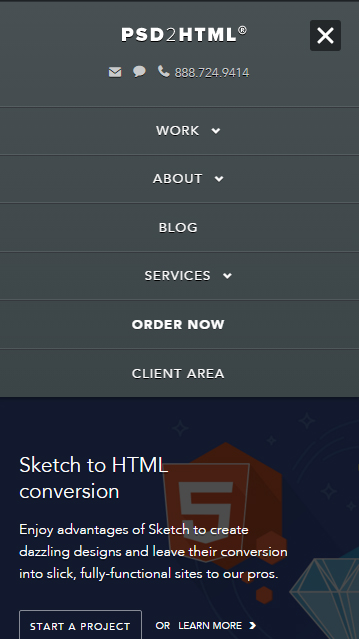 PSD2HTML®
888.724.9414
WORK
ABOUT
BLOG
SERVICES
ORDER NOW
CLIENT AREA
Sketch to HTML
conversion
Enjoy advantages of Sketch to create
dazzling designs and leave their conversion
into slick, fully-functional sites to our pros.
START A PROJECT OR LEARN MORE